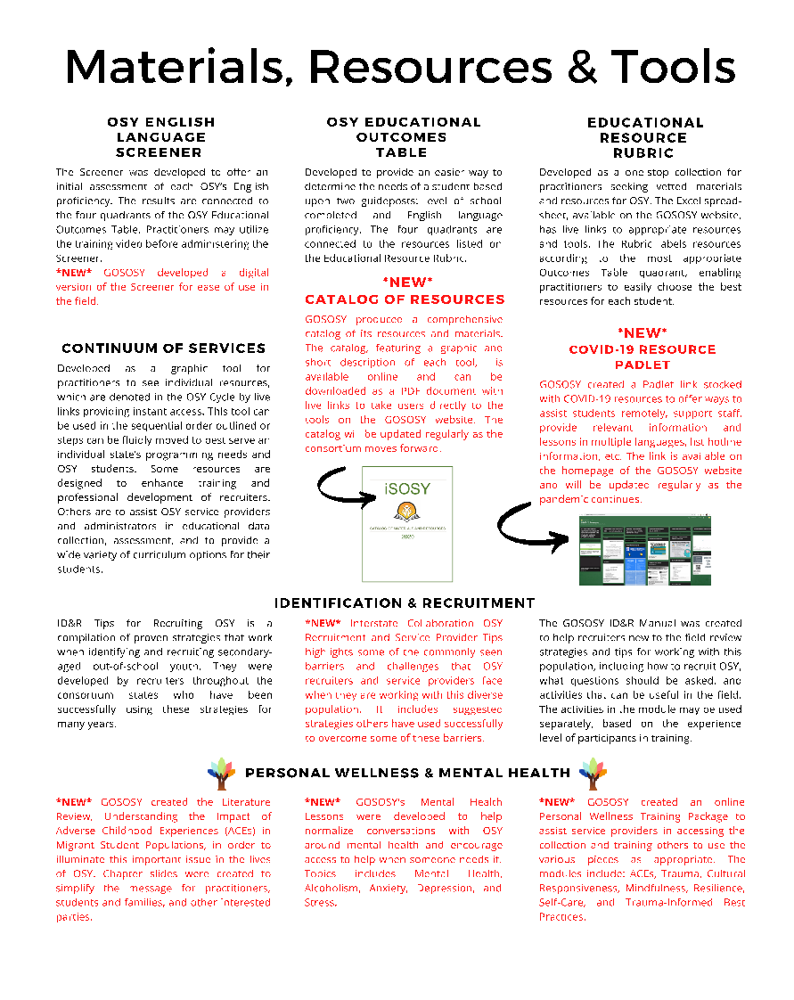 Materials, Resources & Tools
OSY ENGLISH
LANGUAGE
SCREENER
The Screener was developed to offer an
initial assessment of each OSY's English
proficiency. The results are connected to
the four quadrants of the OSY Educational
Outcomes Table. Practitioners may utilize
the training video before administering the
Screener.
*NEW* GOSOSY developed a digital
version of the Screener for ease of use in
the field.
CONTINUUM OF SERVICES
Developed as a graphic tool for
practitioners to see individual resources,
which are denoted in the OSY Cycle by live
links providing instant access. This tool can
be used in the sequential order outlined or
steps can be fluidly moved to best serve an
individual state's programming needs and
OSY students. Some resources are
designed to enhance training and
professional development of recruiters.
Others are to assist OSY service providers
and administrators in educational data
collection, assessment, and to provide a
wide variety of curriculum options for their
students.
OSY EDUCATIONAL
OUTCOMES
TABLE
Developed to provide an easier way to
determine the needs of a student based
upon two guideposts: level of school
completed and English language
proficiency. The four quadrants are
connected to the resources listed on
the Educational Resource Rubric.
*NEW*
CATALOG OF RESOURCES
GOSOSY produced a comprehensive
catalog of its resources and materials.
The catalog, featuring a graphic and
short description of each tool, is
available online and can be
downloaded as a PDF document with
live links to take users directly to the
tools on the GOSOSY website. The
catalog will be updated regularly as the
consortium moves forward.
iSOSY
CATALOG OF MATERIALS AND RESOURCES
2020
EDUCATIONAL
RESOURCE
RUBRIC
Developed as a one-stop collection for
practitioners seeking vetted materials
and resources for OSY. The Excel spread-
sheet, available on the GOSOSY website,
has live links to appropriate resources
and tools. The Rubric labels resources
according to the most appropriate
Outcomes Table quadrant, enabling
practitioners to easily choose the best
resources for each student.
*NEW*
COVID-19 RESOURCE
PADLET
GOSOSY created a Padlet link stocked
with COVID-19 resources to offer ways to
assist students remotely, support staff,
provide relevant information and
lessons in multiple languages, list hotline
information, etc. The link is available on
the homepage of the GOSOSY website
and will be updated regularly as the
pandemic continues.
IDENTIFICATION & RECRUITMENT
ID&R Tips for Recruiting OSY is a
compilation of proven strategies that work
when identifying and recruiting secondary-
aged out-of-school youth. They were
developed by recruiters throughout the
consortium states who have been
successfully using these strategies for
many years.
*NEW* Interstate Collaboration OSY
Recruitment and Service Provider Tips
highlights some of the commonly seen
barriers and challenges that OSY
recruiters and service providers face
when they are working with this diverse
population. It includes suggested
strategies others have used successfully
to overcome some of these barriers.
The GOSOSY ID&R Manual was created
to help recruiters new to the field review
strategies and tips for working with this
population, including how to recruit OSY,
what questions should be asked, and
activities that can be useful in the field.
The activities in the module may be used
separately, based on the experience
level of participants in training.
PERSONAL WELLNESS & MENTAL HEALTH
*NEW* GOSOSY created the Literature
Review, Understanding the Impact of
Adverse Childhood Experiences (ACEs) in
Migrant Student Populations, in order to
illuminate this important issue in the lives
of OSY. Chapter slides were created to
simplify the message for practitioners,
students and families, and other interested
parties.
*NEW* GOSOSY's Mental Health
Lessons were developed to help
normalize conversations with OSY
around mental health and encourage
access to help when someone needs it.
Topics includes Mental Health,
Alcoholism, Anxiety, Depression, and
Stress.
*NEW* GOSOSY created an online
Personal Wellness Training Package to
assist service providers in accessing the
collection and training others to use the
various pieces as appropriate. The
modules include: ACEs, Trauma, Cultural
Responsiveness, Mindfulness, Resilience,
Self-Care, and Trauma-Informed Best
Practices.